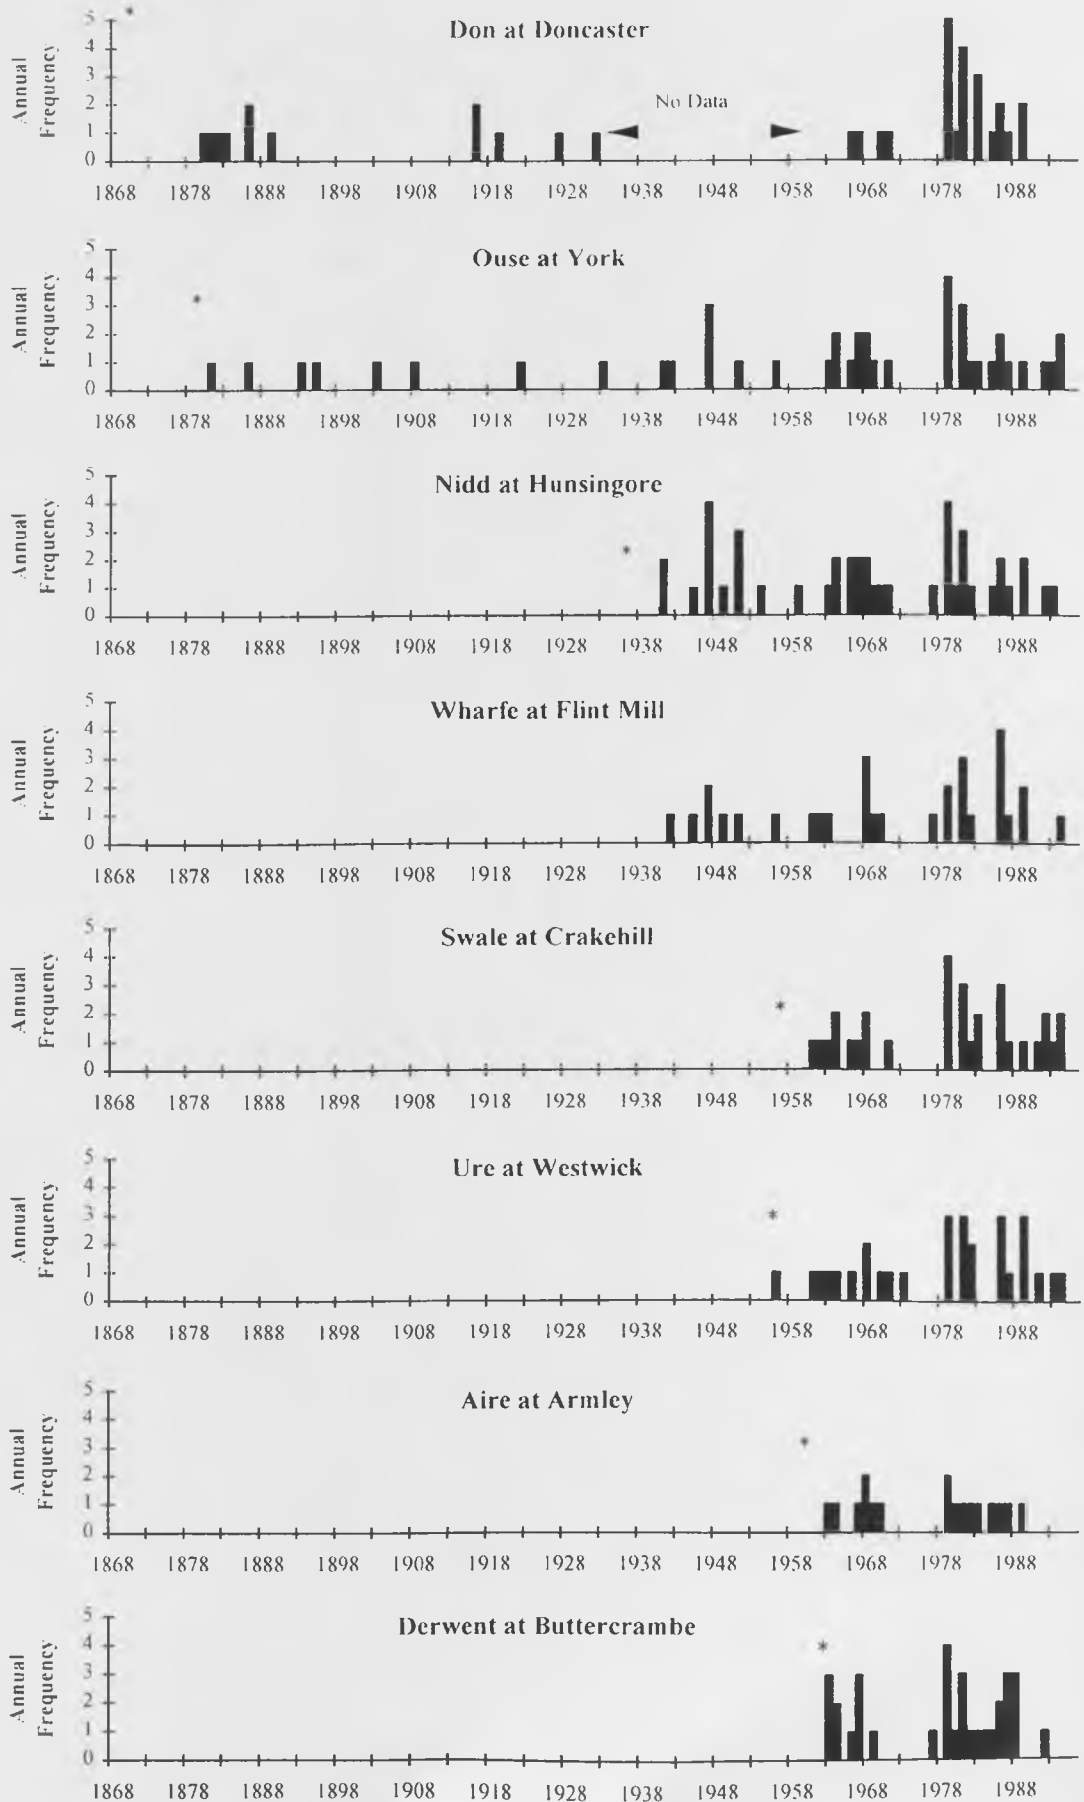 Don at Doncaster
*
Annual
Frequency
5
4
3
2
1
0
No Data
1868 1878 1888 1898 1908 1918 1928 1938 1948 1958 1968 1978 1988
Ouse at York
*
Annual
Frequency
5
4
3
2
1
0
1868 1878 1888 1898 1908 1918 1928 1938 1948 1958 1968 1978 1988
Nidd at Hunsingore
*
Annual
Frequency
5
4
3
2
1
0
1868 1878 1888 1898 1908 1918 1928 1938 1948 1958 1968 1978 1988
Wharfe at Flint Mill
Annual
Frequency
5
4
3
2
1
0
1868 1878 1888 1898 1908 1918 1928 1938 1948 1958 1968 1978 1988
Swale at Crakehill
*
Annual
Frequency
5
4
3
2
1
0
1868 1878 1888 1898 1908 1918 1928 1938 1948 1958 1968 1978 1988
Ure at Westwick
*
Annual
Frequency
5
4
3
2
1
0
1868 1878 1888 1898 1908 1918 1928 1938 1948 1958 1968 1978 1988
Aire at Armley
*
Annual
Frequency
5
4
3
2
1
0
1868 1878 1888 1898 1908 1918 1928 1938 1948 1958 1968 1978 1988
Derwent at Buttercrambe
*
Annual
Frequency
5
4
3
2
1
0
1868 1878 1888 1898 1908 1918 1928 1938 1948 1958 1968 1978 1988